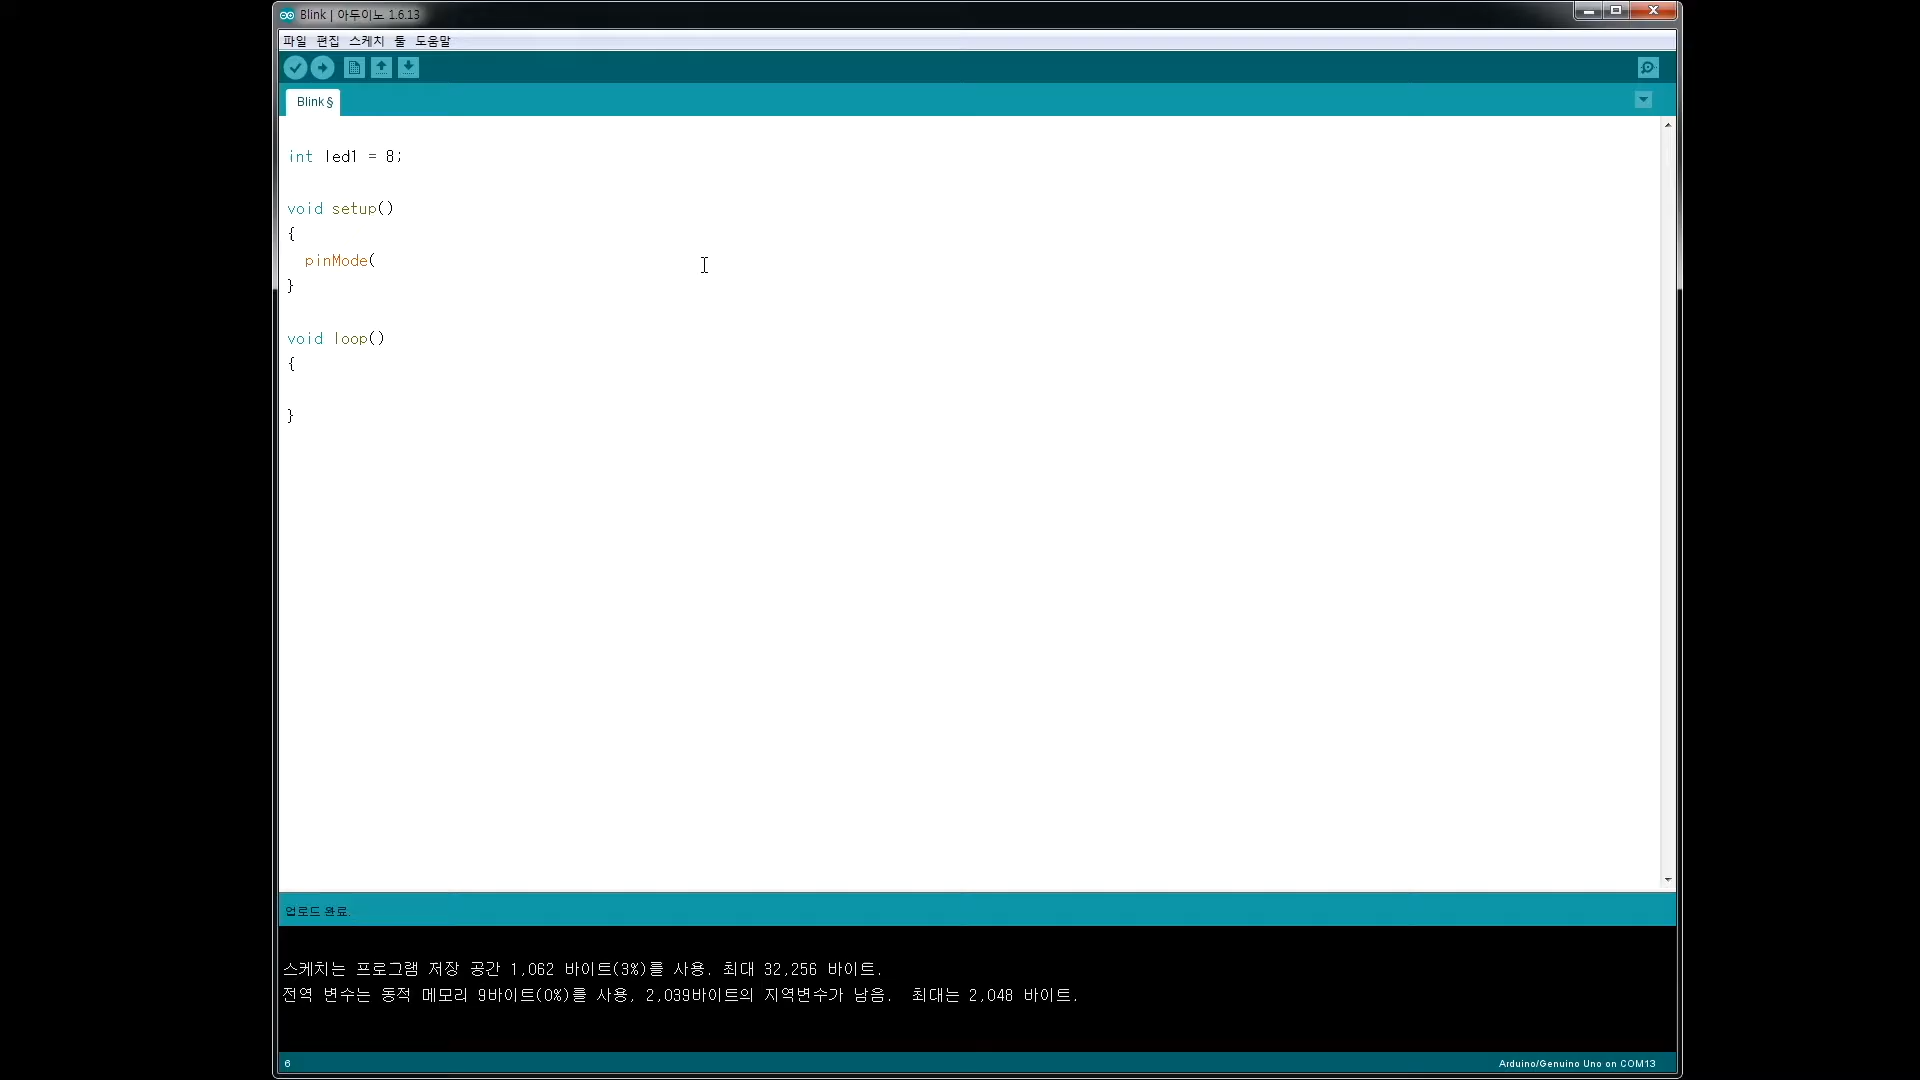 Blink | 아두이노 1.6.13
파일 편집 스케치 툴 도움말
Blink §
int led1 = 8;
void setup()
{
  pinMode(
}
void loop()
{
}
업로드 완료.
스케치는 프로그램 저장 공간 1,062 바이트(3%)를 사용. 최대 32,256 바이트.
전역 변수는 동적 메모리 9바이트(0%)를 사용, 2,039바이트의 지역변수가 남음.  최대는 2,048 바이트.
6
Arduino/Genuino Uno on COM13